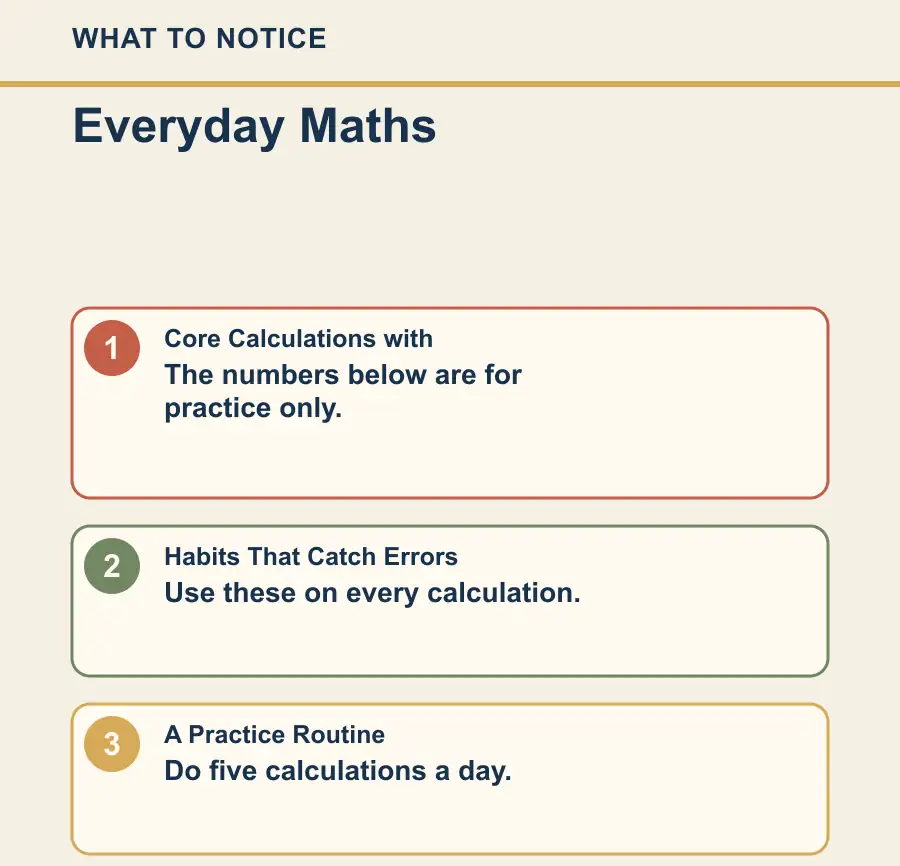 WHAT TO NOTICE
Everyday Maths
1
Core Calculations with
The numbers below are for
practice only.
2
Habits That Catch Errors
Use these on every calculation.
3
A Practice Routine
Do five calculations a day.